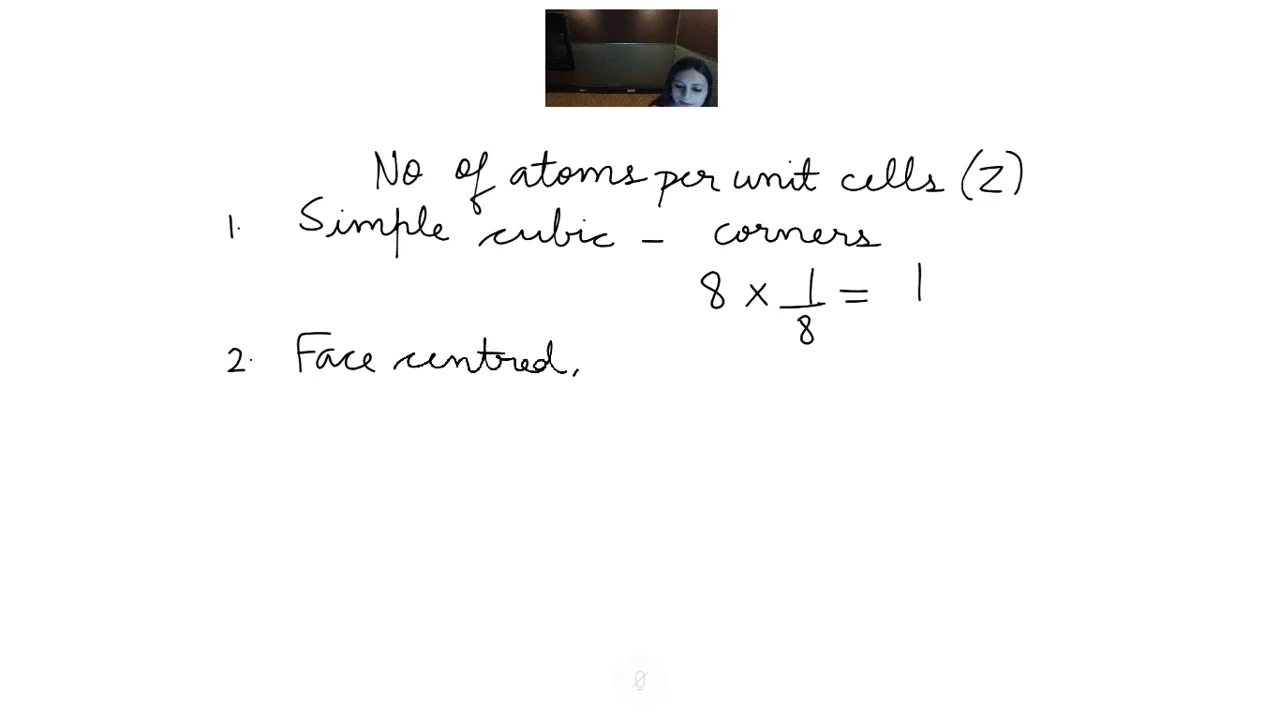 No of atoms per unit cells (Z)
1. Simple cubic - corners
8 × 1/8 = 1
2. Face centred,